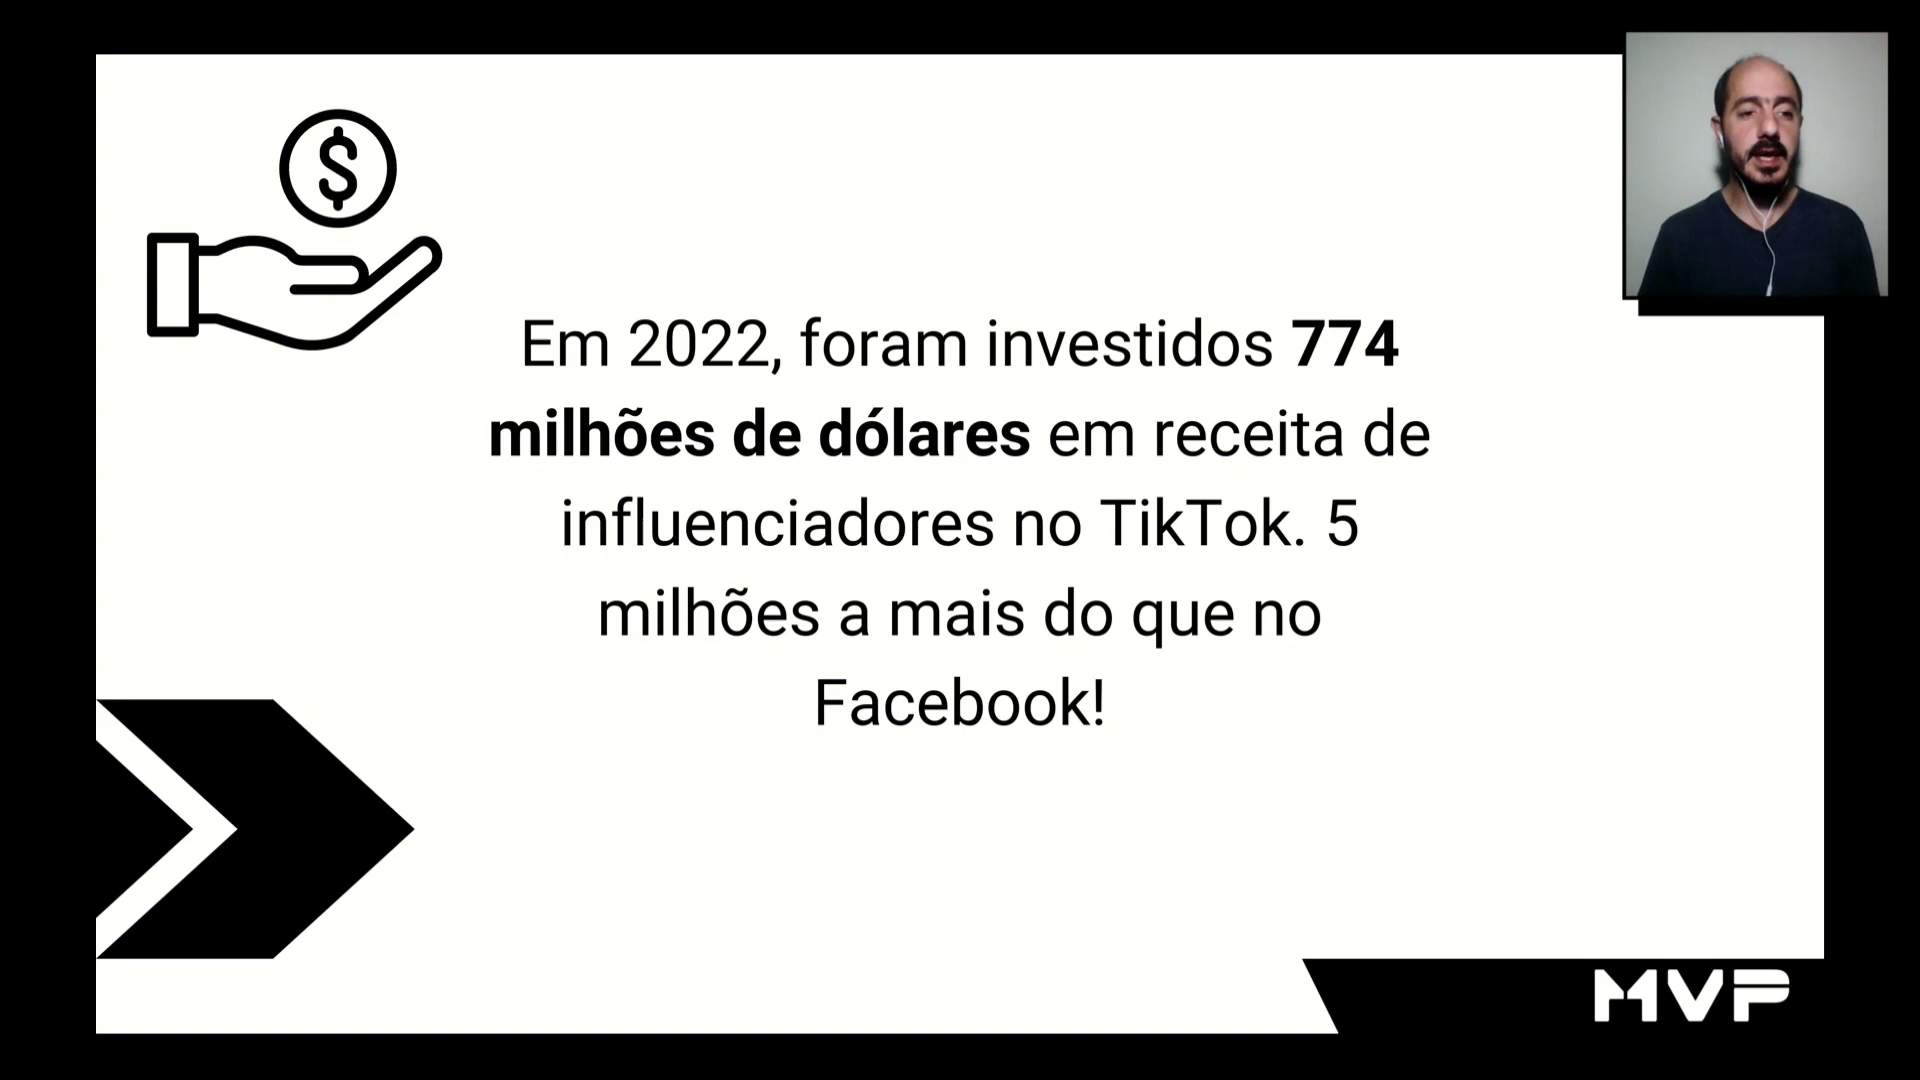 $
Em 2022, foram investidos 774
milhões de dólares em receita de
influenciadores no TikTok. 5
milhões a mais do que no
Facebook!
MVP